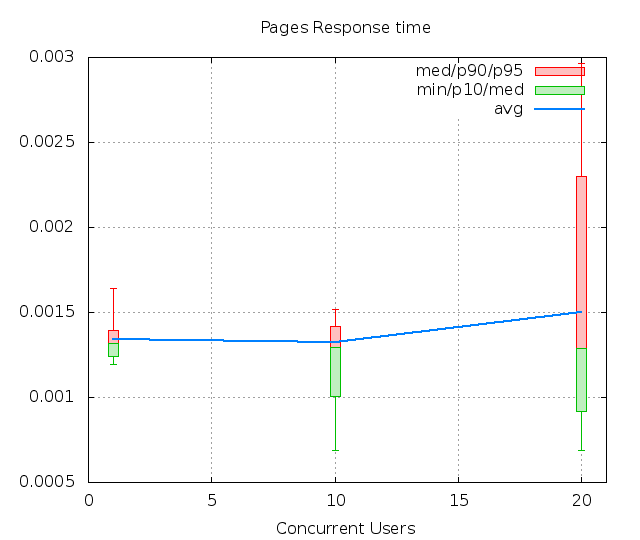 Pages Response time
0.003
0.0025
0.002
0.0015
0.001
0.0005
med/p90/p95
min/p10/med
avg
0 5 10 15 20
Concurrent Users